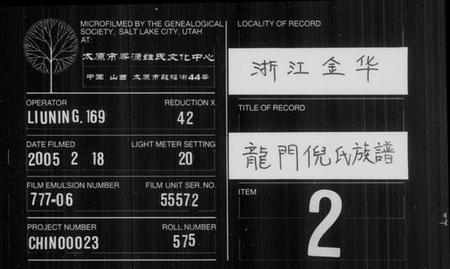 MICROFILMED BY THE GENEALOGICAL
SOCIETY, SALT LAKE CITY, UTAH
AT:
太原市寻源姓氏文化中心
中国 山西 太原市鼓楼街44号
OPERATOR
REDUCTION X
LIUNING, 169
42
DATE FILMED
LIGHT METER SETTING
2005 2 18
20
FILM EMULSION NUMBER
FILM UNIT SER. NO.
777-06
55572
PROJECT NUMBER
ROLL NUMBER
CHIN00023
575
LOCALITY OF RECORD
浙江金华
TITLE OF RECORD
龍門倪氏族譜
ITEM
2